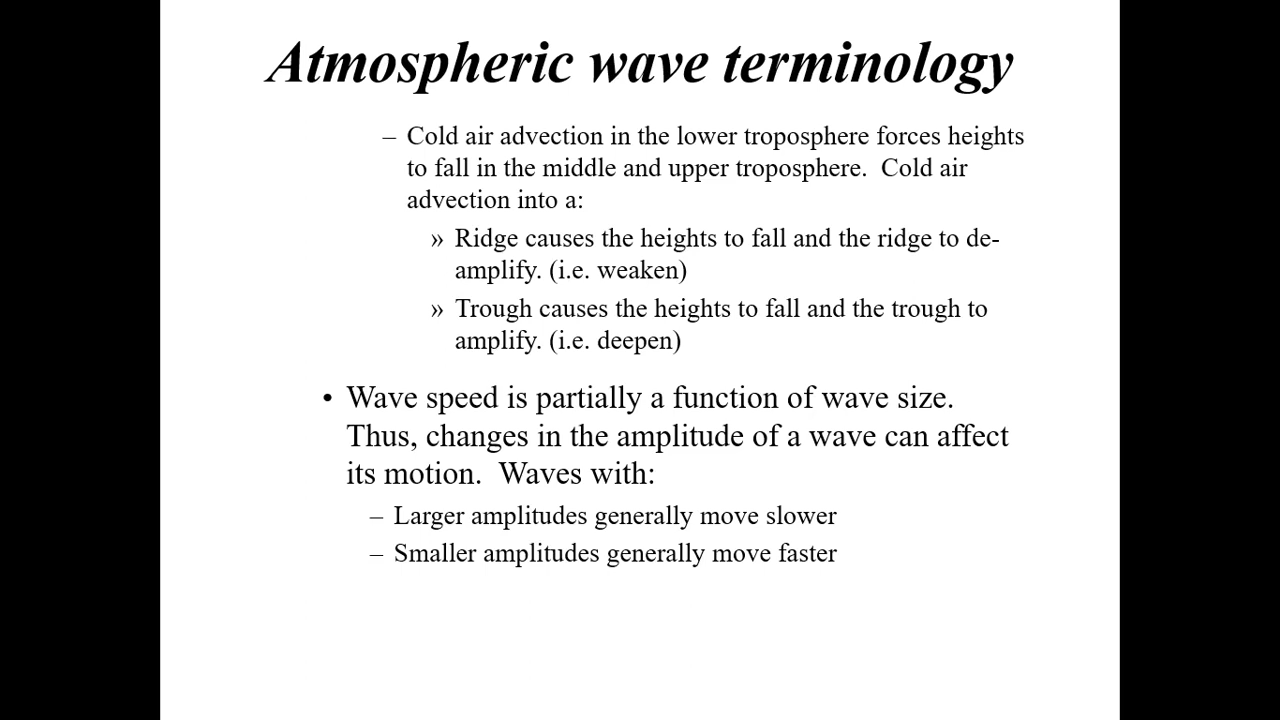 Atmospheric wave terminology
– Cold air advection in the lower troposphere forces heights
to fall in the middle and upper troposphere.  Cold air
advection into a:
» Ridge causes the heights to fall and the ridge to de-
amplify. (i.e. weaken)
» Trough causes the heights to fall and the trough to
amplify. (i.e. deepen)
• Wave speed is partially a function of wave size.
Thus, changes in the amplitude of a wave can affect
its motion.  Waves with:
– Larger amplitudes generally move slower
– Smaller amplitudes generally move faster